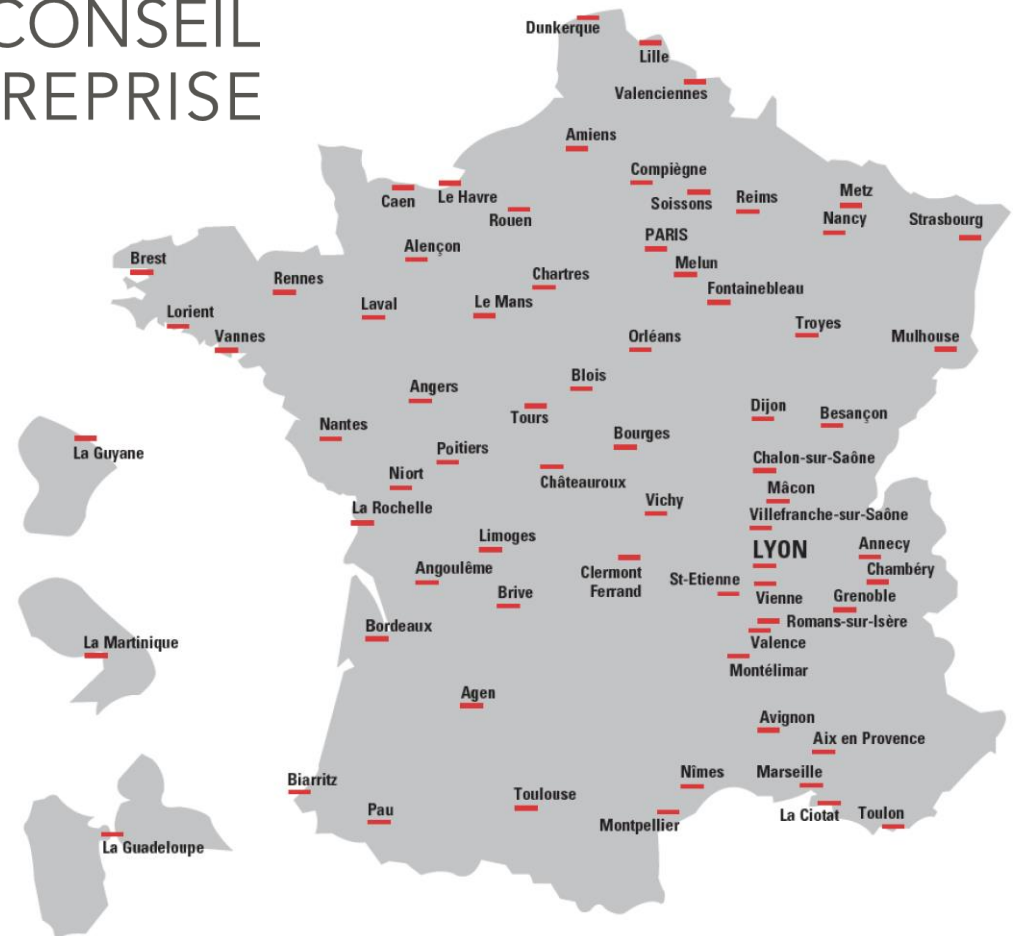 CONSEIL
REPRISE
Dunkerque
Lille
Valenciennes
Amiens
Compiègne
Soissons
Reims
Metz
Nancy
Strasbourg
Caen
Le Havre
Rouen
PARIS
Alençon
Melun
Brest
Rennes
Chartres
Fontainebleau
Laval
Le Mans
Lorient
Vannes
Troyes
Orléans
Mulhouse
Blois
Angers
Tours
Dijon
Besançon
Nantes
Bourges
Poitiers
La Guyane
Chalon-sur-Saône
Niort
Châteauroux
Mâcon
Vichy
La Rochelle
Villefranche-sur-Saône
Limoges
LYON
Annecy
Angoulême
Clermont
Ferrand
St-Etienne
Chambéry
Brive
Vienne
Grenoble
Romans-sur-Isère
Bordeaux
Valence
La Martinique
Montélimar
Agen
Avignon
Aix en Provence
Biarritz
Nîmes
Marseille
Toulouse
Pau
Montpellier
La Ciotat
Toulon
La Guadeloupe